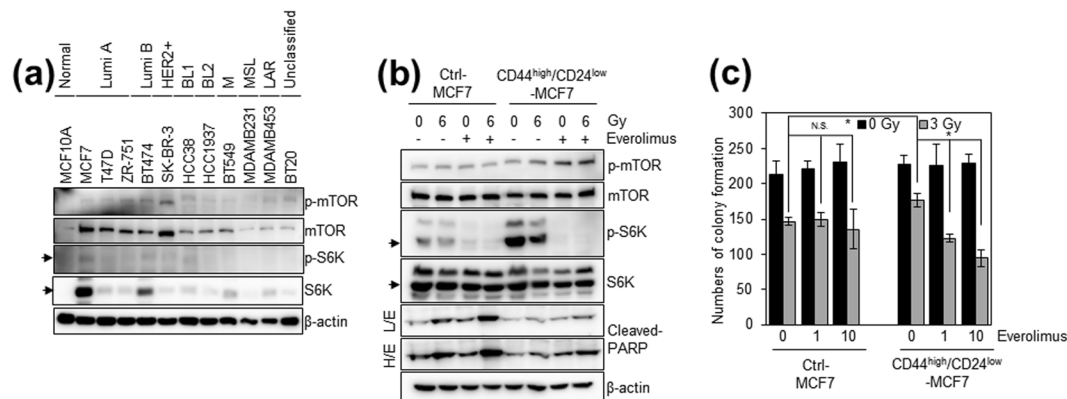 (a)
Normal
Lumi A
Lumi B
HER2+
BL1
BL2
M
MSL
LAR
Unclassified
MCF10A
MCF7
T47D
ZR-751
BT474
SK-BR-3
HCC38
HCC1937
BT549
MDAMB231
MDAMB453
BT20
p-mTOR
mTOR
p-S6K
S6K
β-actin
(b)
Ctrl-
MCF7
CD44high/CD24low
-MCF7
0 6 0 6 0 6 0 6 Gy
- - + + - - + + Everolimus
p-mTOR
mTOR
p-S6K
S6K
L/E
H/E
Cleaved-
PARP
β-actin
(c)
Numbers of colony formation
300
250
200
150
100
50
0
0 Gy 3 Gy
N.S.
*
*
0 1 10 0 1 10 Everolimus
Ctrl-
MCF7
CD44high/CD24low
-MCF7